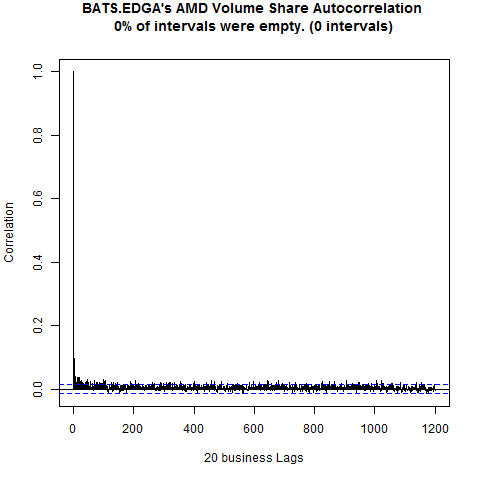 BATS.EDGA's AMD Volume Share Autocorrelation
0% of intervals were empty. (0 intervals)
Correlation
1.0
0.8
0.6
0.4
0.2
0.0
0 200 400 600 800 1000 1200
20 business Lags